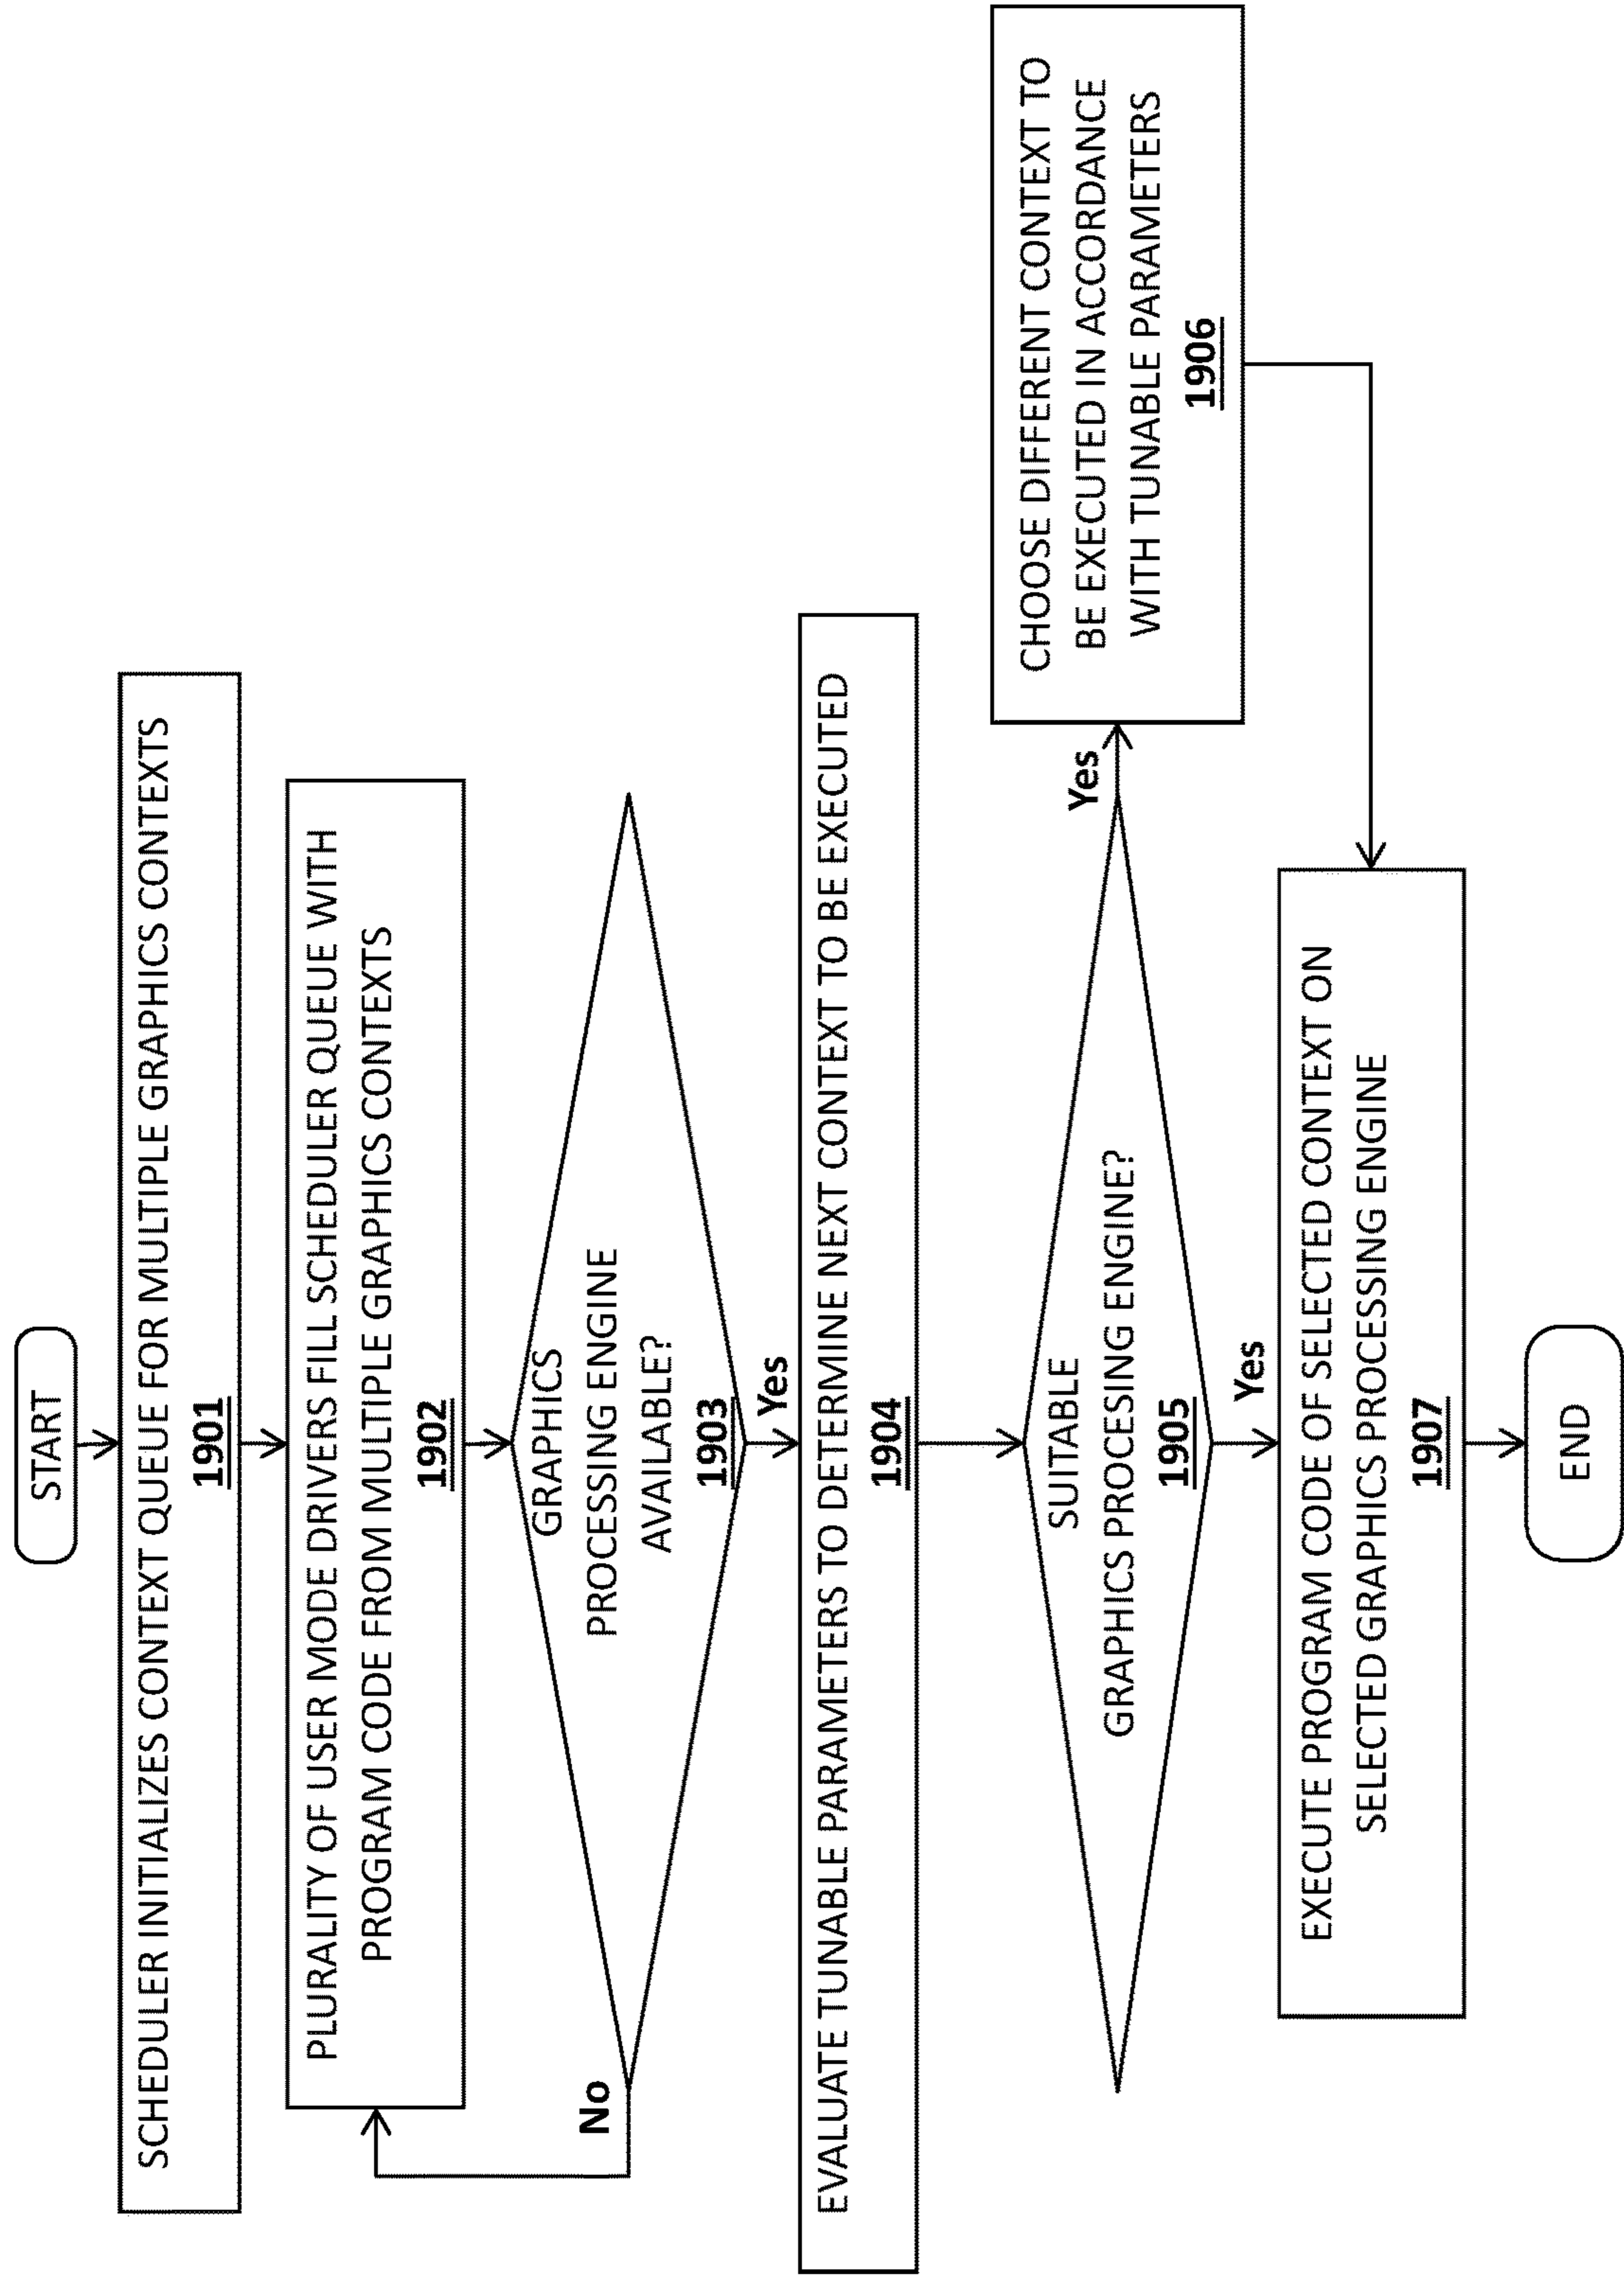 START
SCHEDULER INITIALIZES CONTEXT QUEUE FOR MULTIPLE GRAPHICS CONTEXTS
1901
PLURALITY OF USER MODE DRIVERS FILL SCHEDULER QUEUE WITH
PROGRAM CODE FROM MULTIPLE GRAPHICS CONTEXTS
1902
GRAPHICS
PROCESSING ENGINE
AVAILABLE?
1903
No
Yes
EVALUATE TUNABLE PARAMETERS TO DETERMINE NEXT CONTEXT TO BE EXECUTED
1904
SUITABLE
GRAPHICS PROCESSING ENGINE?
1905
Yes
CHOOSE DIFFERENT CONTEXT TO
BE EXECUTED IN ACCORDANCE
WITH TUNABLE PARAMETERS
1906
Yes
EXECUTE PROGRAM CODE OF SELECTED CONTEXT ON
SELECTED GRAPHICS PROCESSING ENGINE
1907
END